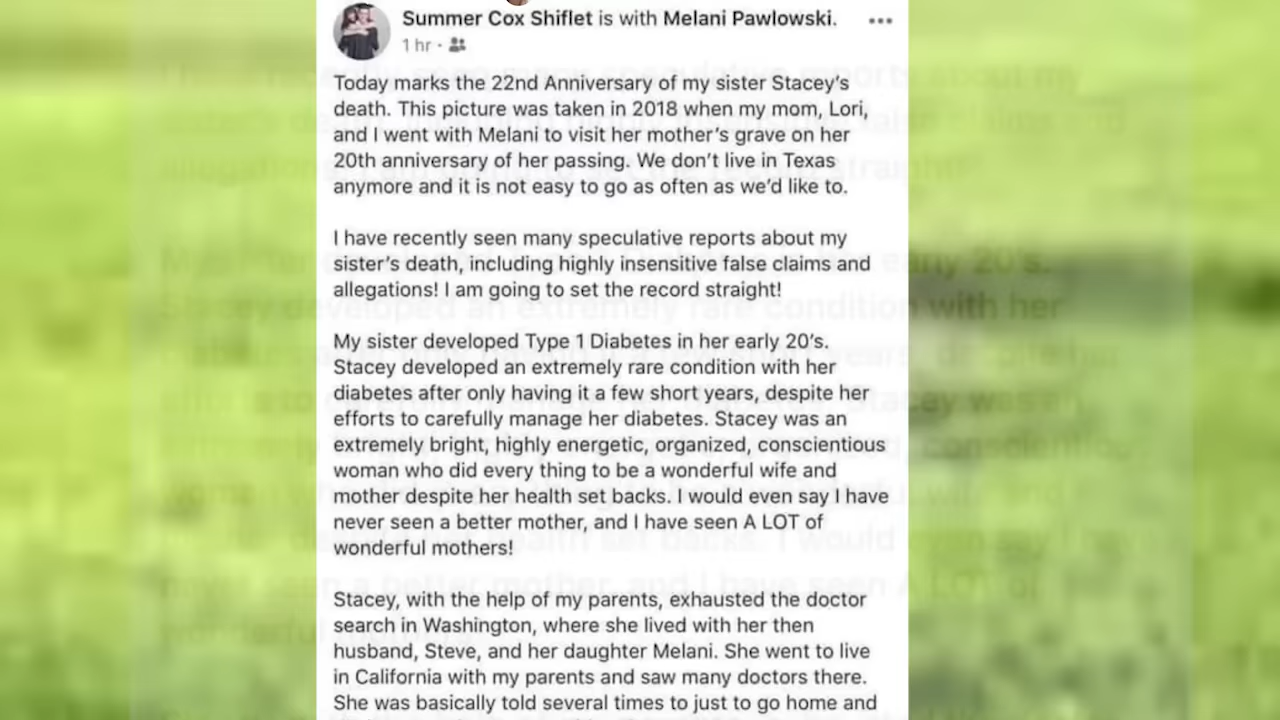 Summer Cox Shiflet is with Melani Pawlowski.
1 hr ·
Today marks the 22nd Anniversary of my sister Stacey's
death. This picture was taken in 2018 when my mom, Lori,
and I went with Melani to visit her mother's grave on her
20th anniversary of her passing. We don't live in Texas
anymore and it is not easy to go as often as we'd like to.
I have recently seen many speculative reports about my
sister's death, including highly insensitive false claims and
allegations! I am going to set the record straight!
My sister developed Type 1 Diabetes in her early 20's.
Stacey developed an extremely rare condition with her
diabetes after only having it a few short years, despite her
efforts to carefully manage her diabetes. Stacey was an
extremely bright, highly energetic, organized, conscientious
woman who did every thing to be a wonderful wife and
mother despite her health set backs. I would even say I have
never seen a better mother, and I have seen A LOT of
wonderful mothers!
Stacey, with the help of my parents, exhausted the doctor
search in Washington, where she lived with her then
husband, Steve, and her daughter Melani. She went to live
in California with my parents and saw many doctors there.
She was basically told several times to just to go home and